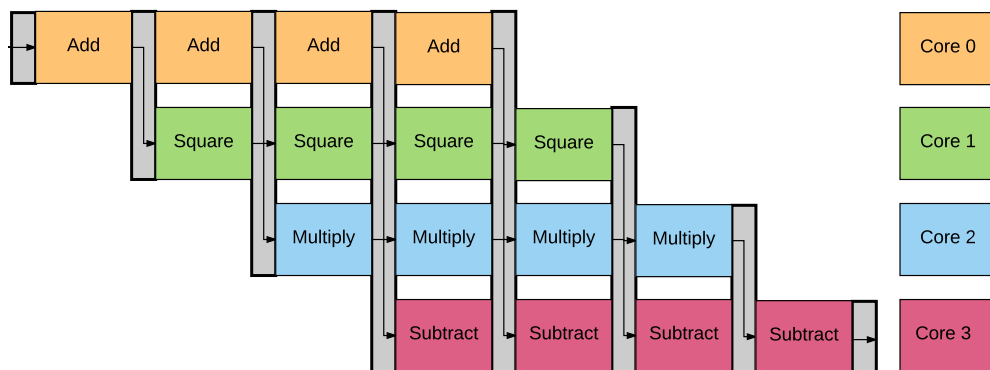 Add Add Add Add Core 0
Square Square Square Square Core 1
Multiply Multiply Multiply Multiply Core 2
Subtract Subtract Subtract Subtract Core 3